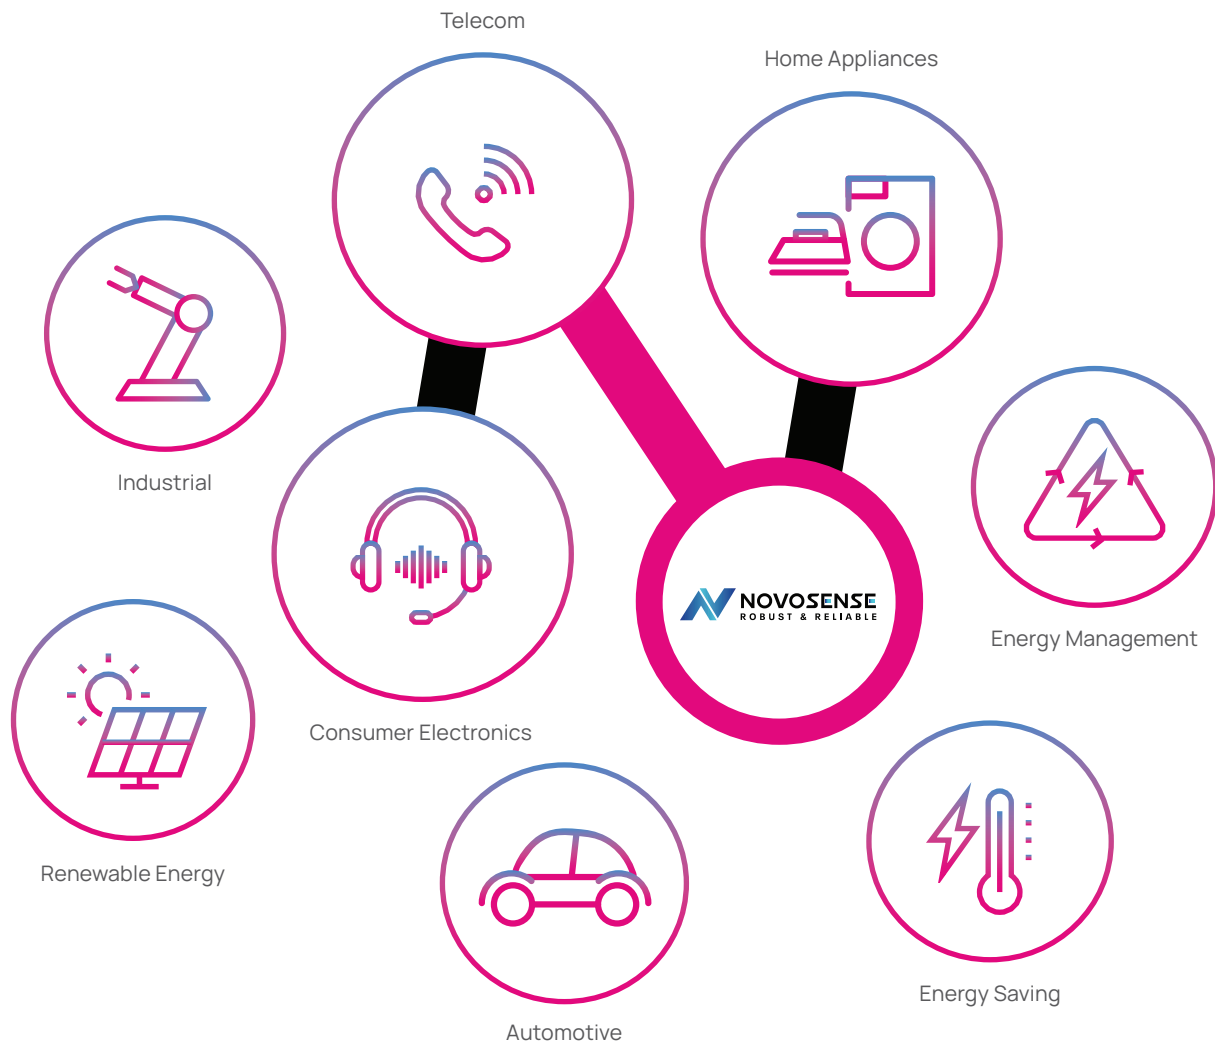 Telecom
Home Appliances
Industrial
NOVOSENSE
ROBUST & RELIABLE
Energy Management
Consumer Electronics
Renewable Energy
Energy Saving
Automotive